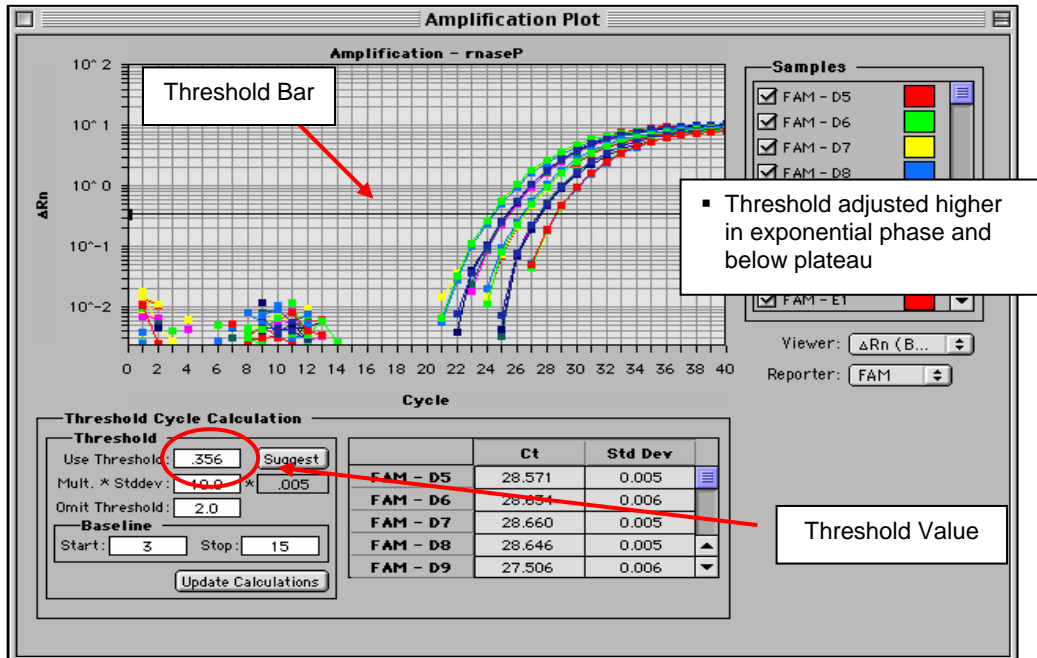 Amplification Plot
Amplification - rnaseP
10^2
10^1
10^0
10^-1
10^-2
ΔRn
Threshold Bar
0 2 4 6 8 10 12 14 16 18 20 22 24 26 28 30 32 34 36 38 40
Cycle
Samples
FAM - D5
FAM - D6
FAM - D7
FAM - D8
▪ Threshold adjusted higher
in exponential phase and
below plateau
FAM - E1
Viewer: ΔRn (B...
Reporter: FAM
Threshold Cycle Calculation
Threshold
Use Threshold: .356 Suggest
Mult. * Stddev: 10.0 * .005
Omit Threshold: 2.0
Baseline
Start: 3 Stop: 15
Update Calculations
Ct Std Dev
FAM - D5 28.571 0.005
FAM - D6 28.634 0.006
FAM - D7 28.660 0.005
FAM - D8 28.646 0.005
FAM - D9 27.506 0.006
Threshold Value